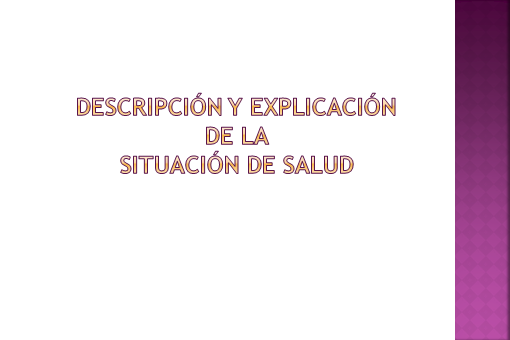 DESCRIPCIÓN Y EXPLICACIÓN
DE LA
SITUACIÓN DE SALUD